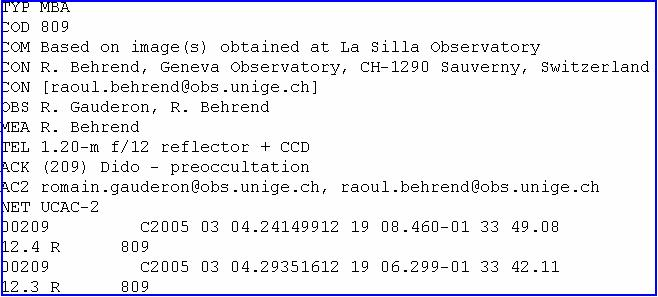 TYP MBA
COD 809
COM Based on image(s) obtained at La Silla Observatory
CON R. Behrend, Geneva Observatory, CH-1290 Sauverny, Switzerland
CON [raoul.behrend@obs.unige.ch]
OBS R. Gauderon, R. Behrend
MEA R. Behrend
TEL 1.20-m f/12 reflector + CCD
ACK (209) Dido - preoccultation
AC2 romain.gauderon@obs.unige.ch, raoul.behrend@obs.unige.ch
NET UCAC-2
00209 C2005 03 04.24149912 19 08.460-01 33 49.08
12.4 R 809
00209 C2005 03 04.29351612 19 06.299-01 33 42.11
12.3 R 809